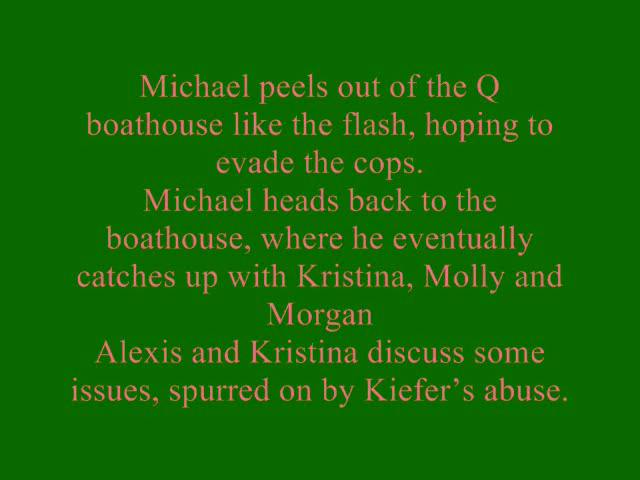 Michael peels out of the Q
boathouse like the flash, hoping to
evade the cops.
Michael heads back to the
boathouse, where he eventually
catches up with Kristina, Molly and
Morgan
Alexis and Kristina discuss some
issues, spurred on by Kiefer’s abuse.